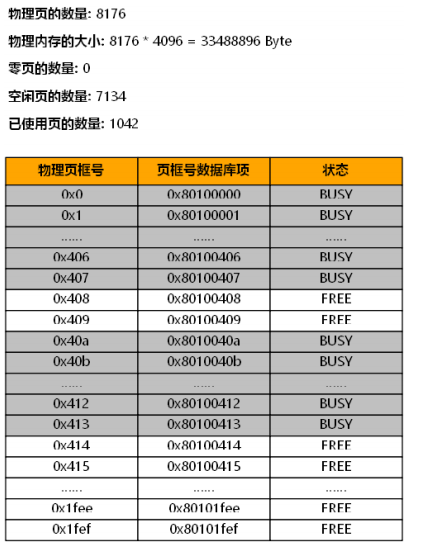 物理页的数量: 8176
物理内存的大小: 8176 * 4096 = 33488896 Byte
零页的数量: 0
空闲页的数量: 7134
已使用页的数量: 1042
物理页框号 页框号数据库项 状态
0x0 0x80100000 BUSY
0x1 0x80100001 BUSY
...... ...... ......
0x406 0x80100406 BUSY
0x407 0x80100407 BUSY
0x408 0x80100408 FREE
0x409 0x80100409 FREE
0x40a 0x8010040a BUSY
0x40b 0x8010040b BUSY
...... ...... ......
0x412 0x80100412 BUSY
0x413 0x80100413 BUSY
0x414 0x80100414 FREE
0x415 0x80100415 FREE
...... ...... ......
0x1fee 0x80101fee FREE
0x1fef 0x80101fef FREE